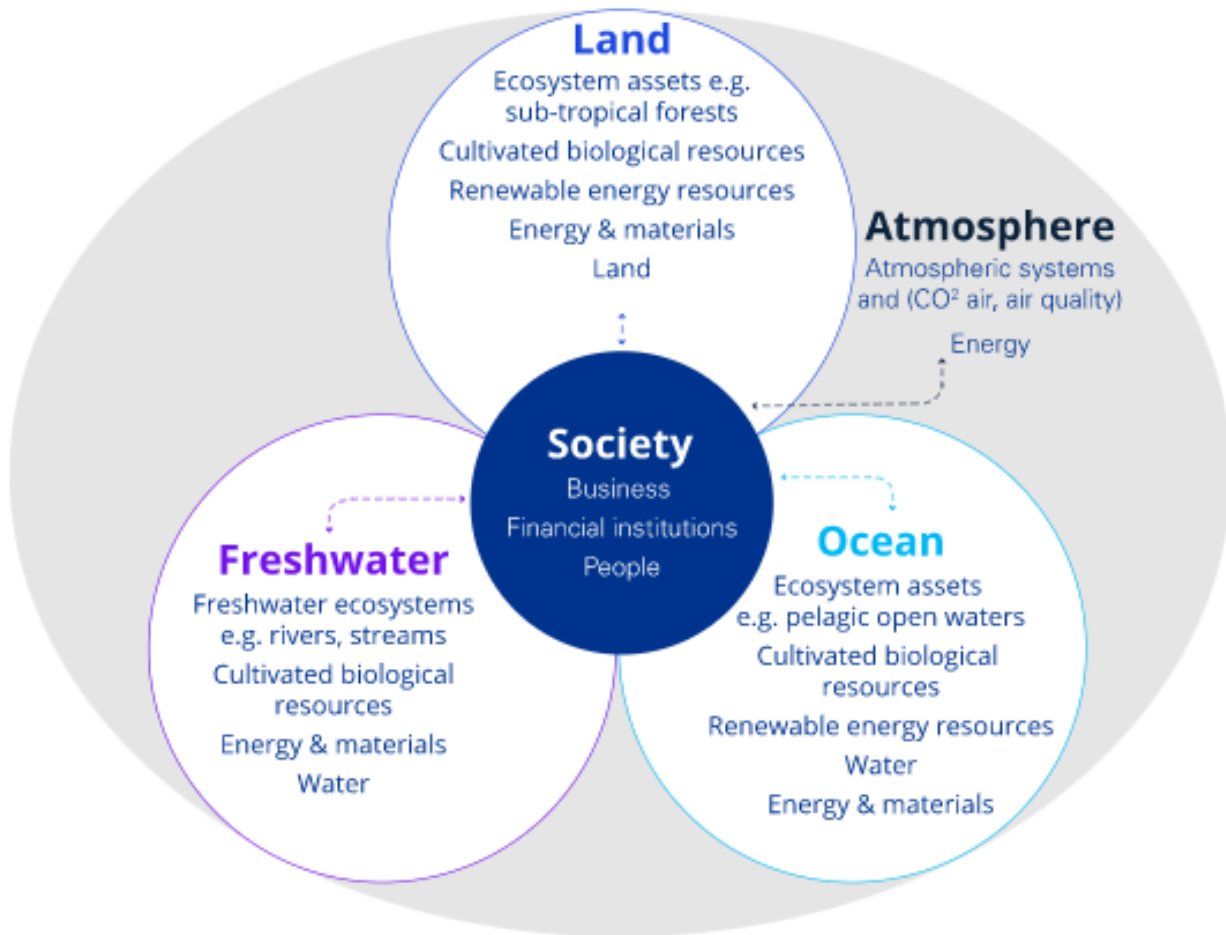 Land
Ecosystem assets e.g.
sub-tropical forests
Cultivated biological resources
Renewable energy resources
Energy & materials
Land
Atmosphere
Atmospheric systems
and (CO² air, air quality)
Energy
Society
Business
Financial institutions
People
Freshwater
Freshwater ecosystems
e.g. rivers, streams
Cultivated biological
resources
Energy & materials
Water
Ocean
Ecosystem assets
e.g. pelagic open waters
Cultivated biological
resources
Renewable energy resources
Water
Energy & materials